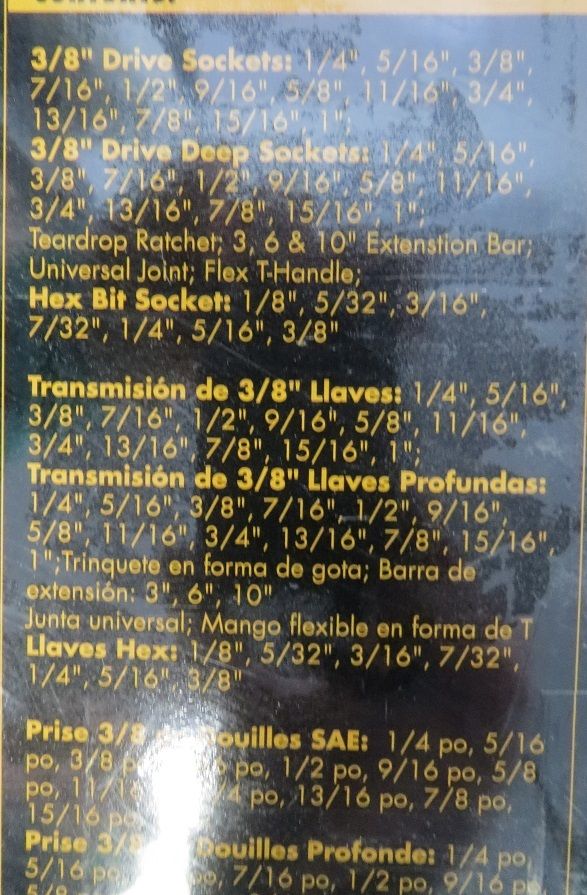 3/8" Drive Sockets: 1/4", 5/16", 3/8",
7/16", 1/2", 9/16", 5/8", 11/16", 3/4",
13/16", 7/8", 15/16", 1";
3/8" Drive Deep Sockets: 1/4", 5/16",
3/8", 7/16", 1/2", 9/16", 5/8", 11/16",
3/4", 13/16", 7/8", 15/16", 1";
Teardrop Ratchet; 3, 6 & 10" Extenstion Bar;
Universal Joint; Flex T-Handle;
Hex Bit Socket: 1/8", 5/32", 3/16",
7/32", 1/4", 5/16", 3/8"
Transmisión de 3/8" Llaves: 1/4", 5/16",
3/8", 7/16", 1/2", 9/16", 5/8", 11/16",
3/4", 13/16", 7/8", 15/16", 1";
Transmisión de 3/8" Llaves Profundas:
1/4", 5/16", 3/8", 7/16", 1/2", 9/16",
5/8", 11/16", 3/4", 13/16", 7/8", 15/16",
1";Trinquete en forma de gota; Barra de
extensión: 3", 6", 10"
Junta universal; Mango flexible en forma de T
Llaves Hex: 1/8", 5/32", 3/16", 7/32",
1/4", 5/16", 3/8"
Prise 3/8 SAE: 1/4 po, 5/16
po, 3/8 po, 1/2 po, 9/16 po, 5/8
po, po, 13/16 po, 7/8 po,
15/16
Prise Douilles Profonde: 1/4 po,
5/16 po, 7/16 po, 1/2 po, 9/16 po